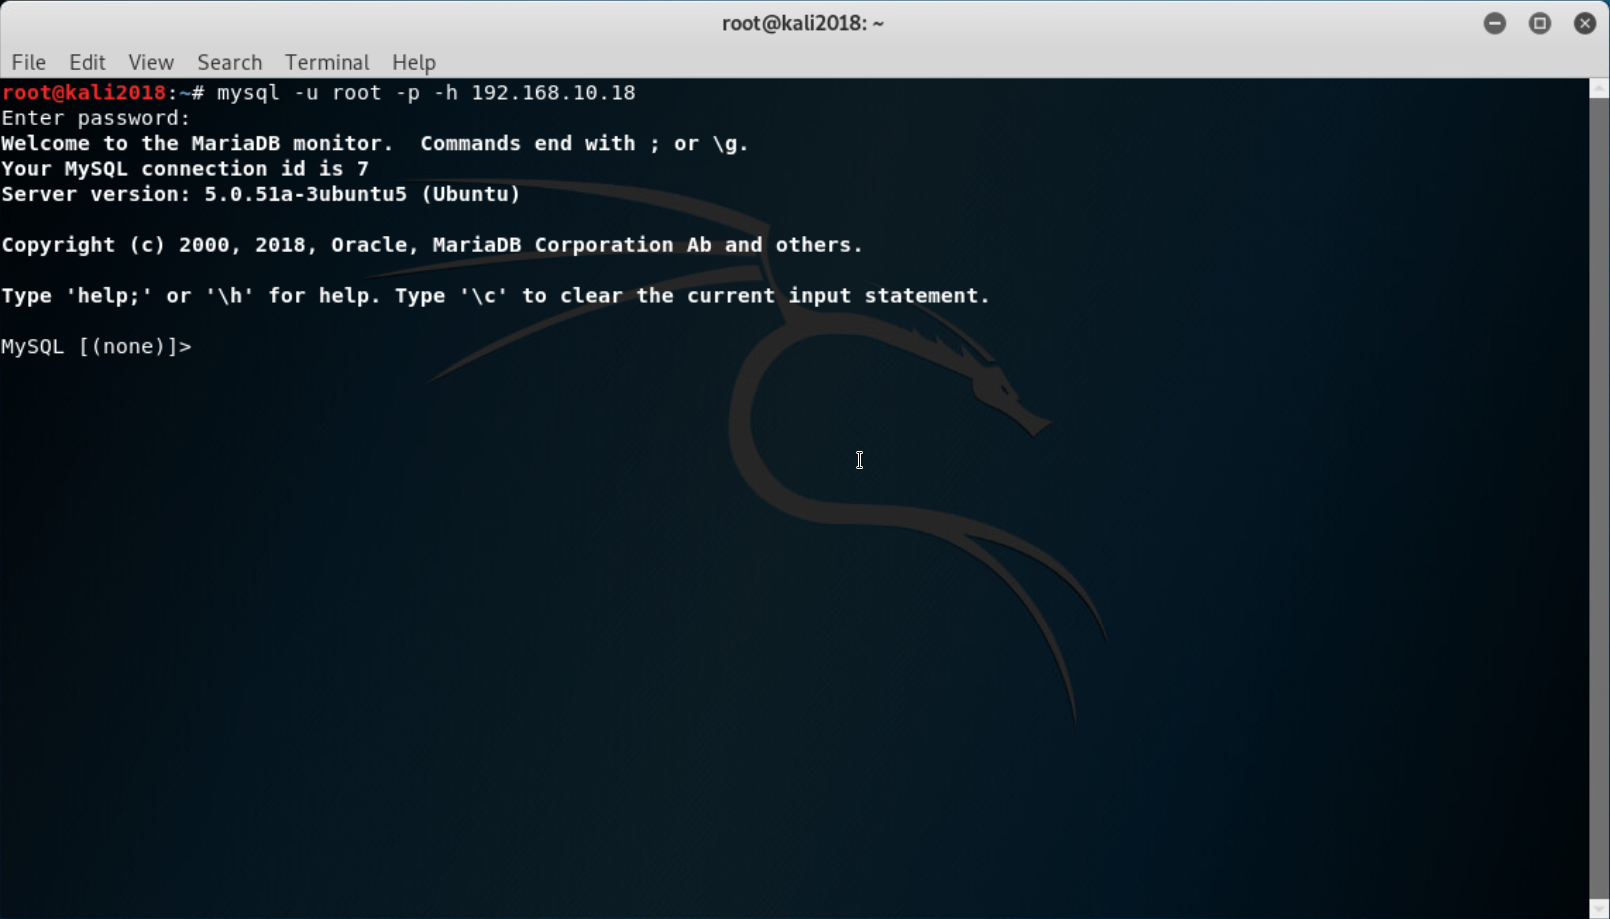 root@kali2018: ~
File Edit View Search Terminal Help
root@kali2018:~# mysql -u root -p -h 192.168.10.18
Enter password:
Welcome to the MariaDB monitor.  Commands end with ; or \g.
Your MySQL connection id is 7
Server version: 5.0.51a-3ubuntu5 (Ubuntu)
Copyright (c) 2000, 2018, Oracle, MariaDB Corporation Ab and others.
Type 'help;' or '\h' for help. Type '\c' to clear the current input statement.
MySQL [(none)]>